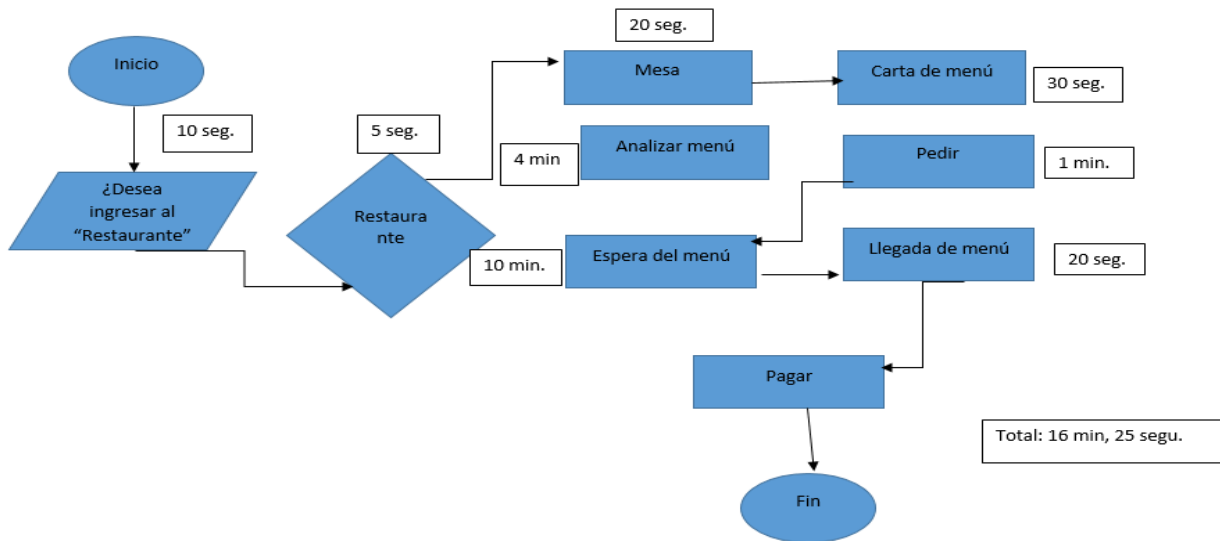 Inicio
10 seg.
¿Desea
ingresar al
“Restaurante”
5 seg.
Restaura
nte
20 seg.
Mesa
Carta de menú
30 seg.
4 min
Analizar menú
Pedir
1 min.
10 min.
Espera del menú
Llegada de menú
20 seg.
Pagar
Total: 16 min, 25 segu.
Fin